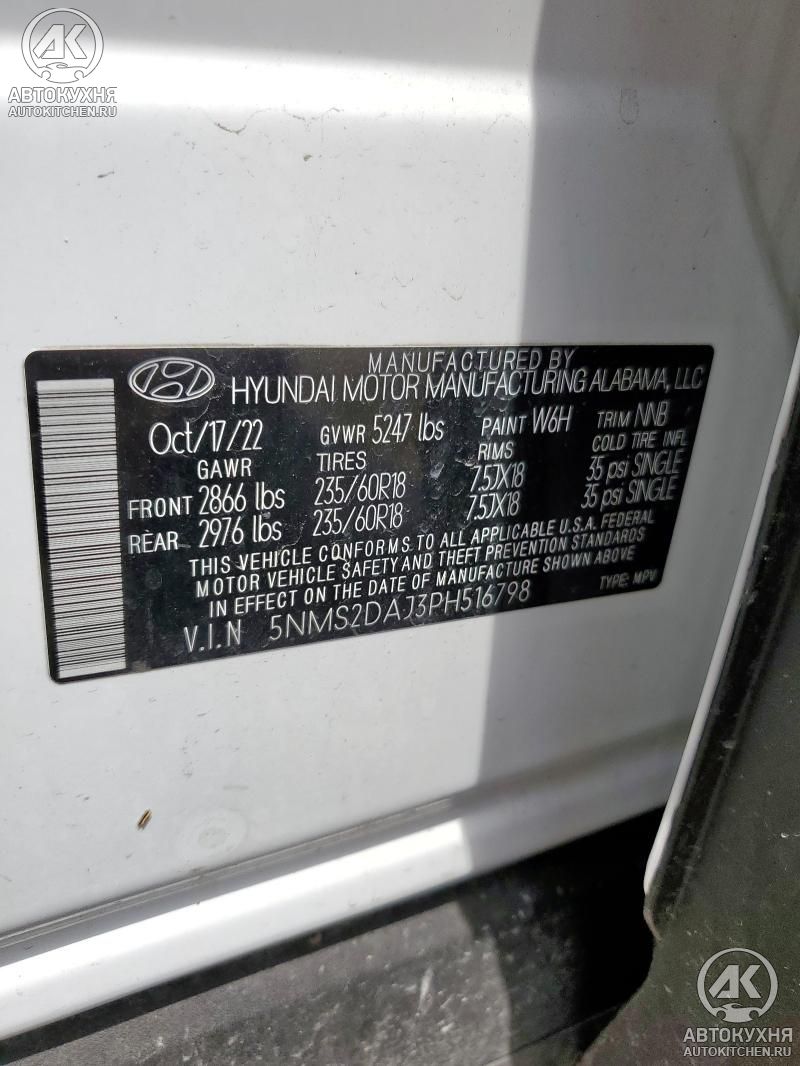 АК
АВТОКУХНЯ
AUTOKITCHEN.RU
MANUFACTURED BY
HYUNDAI MOTOR MANUFACTURING ALABAMA, LLC
Oct/17/22 GVWR 5247 lbs PAINT W6H TRIM NNB
GAWR TIRES RIMS COLD TIRE INFL
FRONT 2866 lbs 235/60R18 7.5JX18 35 psi SINGLE
REAR 2976 lbs 235/60R18 7.5JX18 35 psi SINGLE
THIS VEHICLE CONFORMS TO ALL APPLICABLE U.S.A. FEDERAL
MOTOR VEHICLE SAFETY AND THEFT PREVENTION STANDARDS
IN EFFECT ON THE DATE OF MANUFACTURE SHOWN ABOVE
TYPE: MPV
V.I.N 5NMS2DAJ3PH516798
АК
АВТОКУХНЯ
AUTOKITCHEN.RU